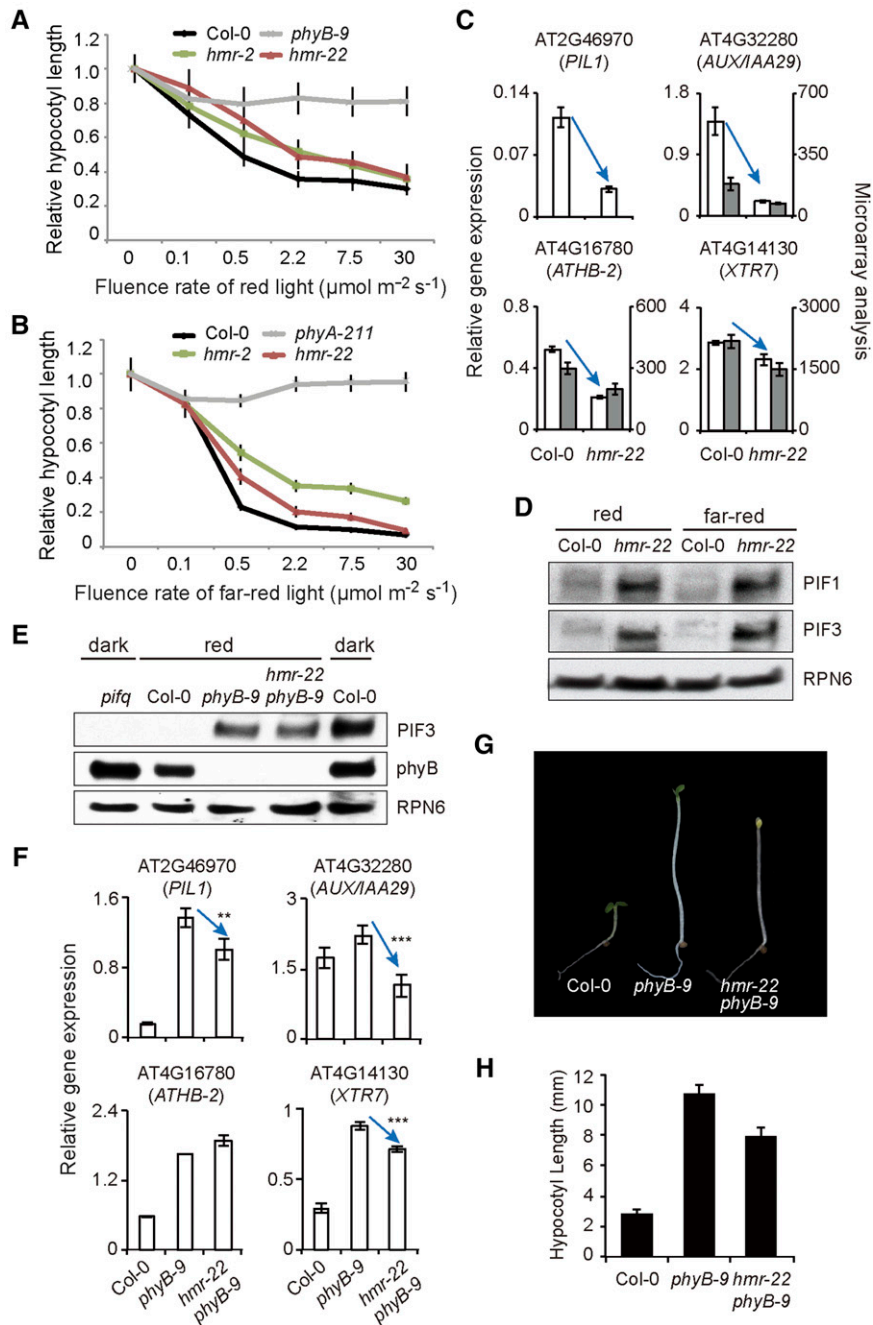 A
Col-0 phyB-9
hmr-2 hmr-22
Relative hypocotyl length
1.2
1.0
0.8
0.6
0.4
0.2
0
0 0.1 0.5 2.2 7.5 30
Fluence rate of red light (µmol m⁻² s⁻¹)
B
Col-0 phyA-211
hmr-2 hmr-22
Relative hypocotyl length
1.2
1.0
0.8
0.6
0.4
0.2
0
0 0.1 0.5 2.2 7.5 30
Fluence rate of far-red light (µmol m⁻² s⁻¹)
C
Relative gene expression
Microarray analysis
AT2G46970
(PIL1)
0.14
0.07
0
AT4G32280
(AUX/IAA29)
1.8 700
0.9 350
0 0
AT4G16780
(ATHB-2)
0.8 600
0.4 300
0 0
Col-0 hmr-22
AT4G14130
(XTR7)
4 3000
2 1500
0 0
Col-0 hmr-22
D
red far-red
Col-0 hmr-22 Col-0 hmr-22
PIF1
PIF3
RPN6
E
dark red dark
pifq Col-0 phyB-9 hmr-22 phyB-9 Col-0
PIF3
phyB
RPN6
F
Relative gene expression
AT2G46970
(PIL1)
1.6
0.8
0
**
AT4G32280
(AUX/IAA29)
3
1.5
0
***
AT4G16780
(ATHB-2)
2.4
1.2
0
Col-0 phyB-9 hmr-22 phyB-9
AT4G14130
(XTR7)
1
0.5
0
***
Col-0 phyB-9 hmr-22 phyB-9
G
Col-0 phyB-9 hmr-22
phyB-9
H
Hypocotyl Length (mm)
12
10
8
6
4
2
0
Col-0 phyB-9 hmr-22
phyB-9